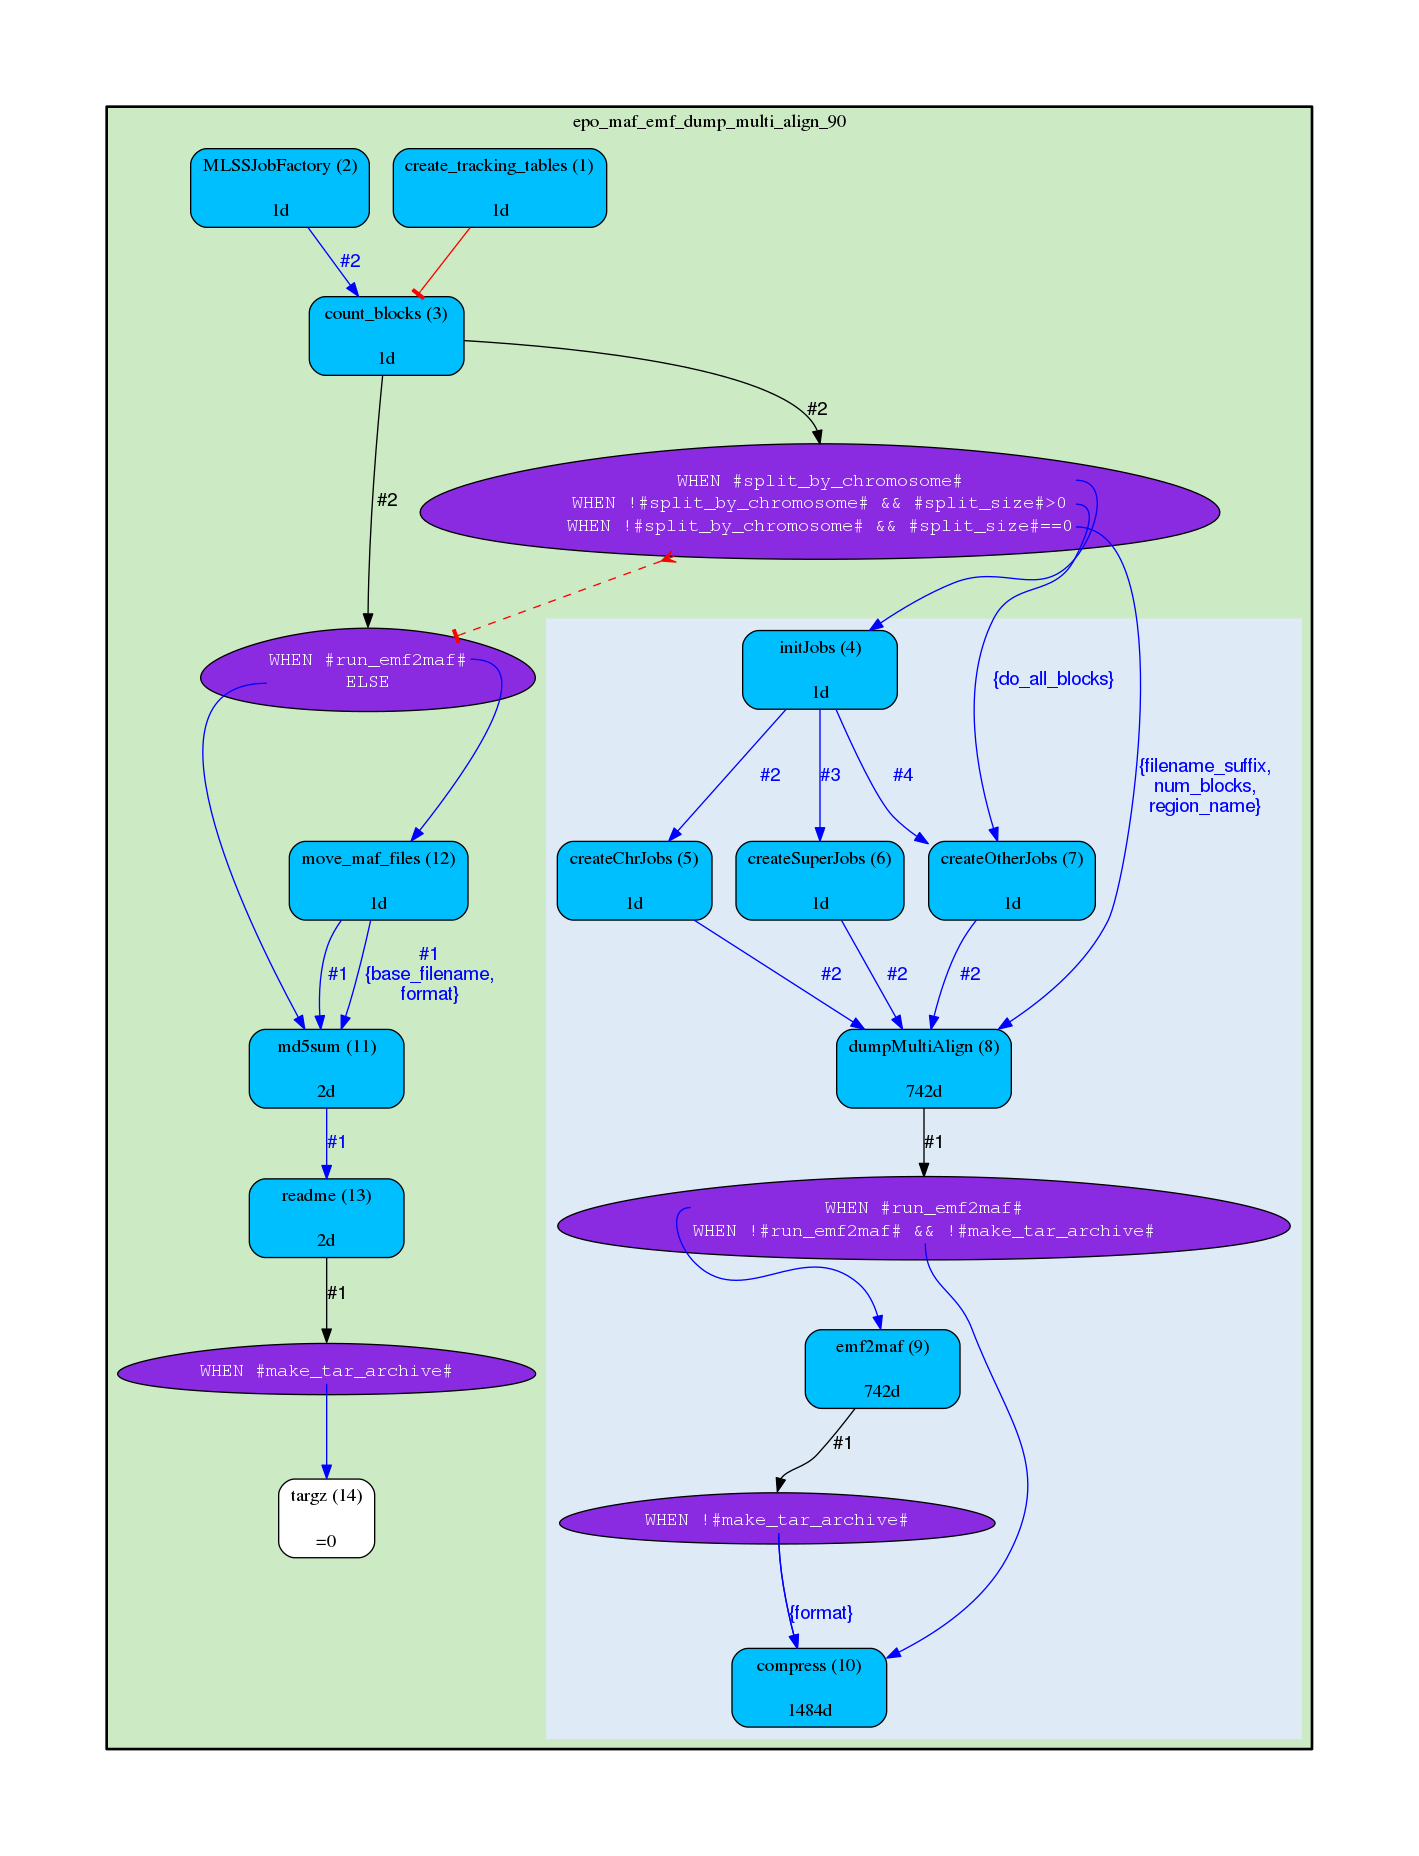 epo_maf_emf_dump_multi_align_90
MLSSJobFactory (2)
1d
create_tracking_tables (1)
1d
#2
count_blocks (3)
1d
#2
#2
WHEN #split_by_chromosome#
WHEN !#split_by_chromosome# && #split_size#>0
WHEN !#split_by_chromosome# && #split_size#==0
WHEN #run_emf2maf#
ELSE
initJobs (4)
1d
{do_all_blocks}
{filename_suffix,
num_blocks,
region_name}
#2
#3
#4
move_maf_files (12)
1d
createChrJobs (5)
1d
createSuperJobs (6)
1d
createOtherJobs (7)
1d
#1
#1
{base_filename,
format}
#2
#2
#2
md5sum (11)
2d
dumpMultiAlign (8)
742d
#1
#1
readme (13)
2d
WHEN #run_emf2maf#
WHEN !#run_emf2maf# && !#make_tar_archive#
#1
WHEN #make_tar_archive#
emf2maf (9)
742d
#1
targz (14)
=0
WHEN !#make_tar_archive#
{format}
compress (10)
1484d